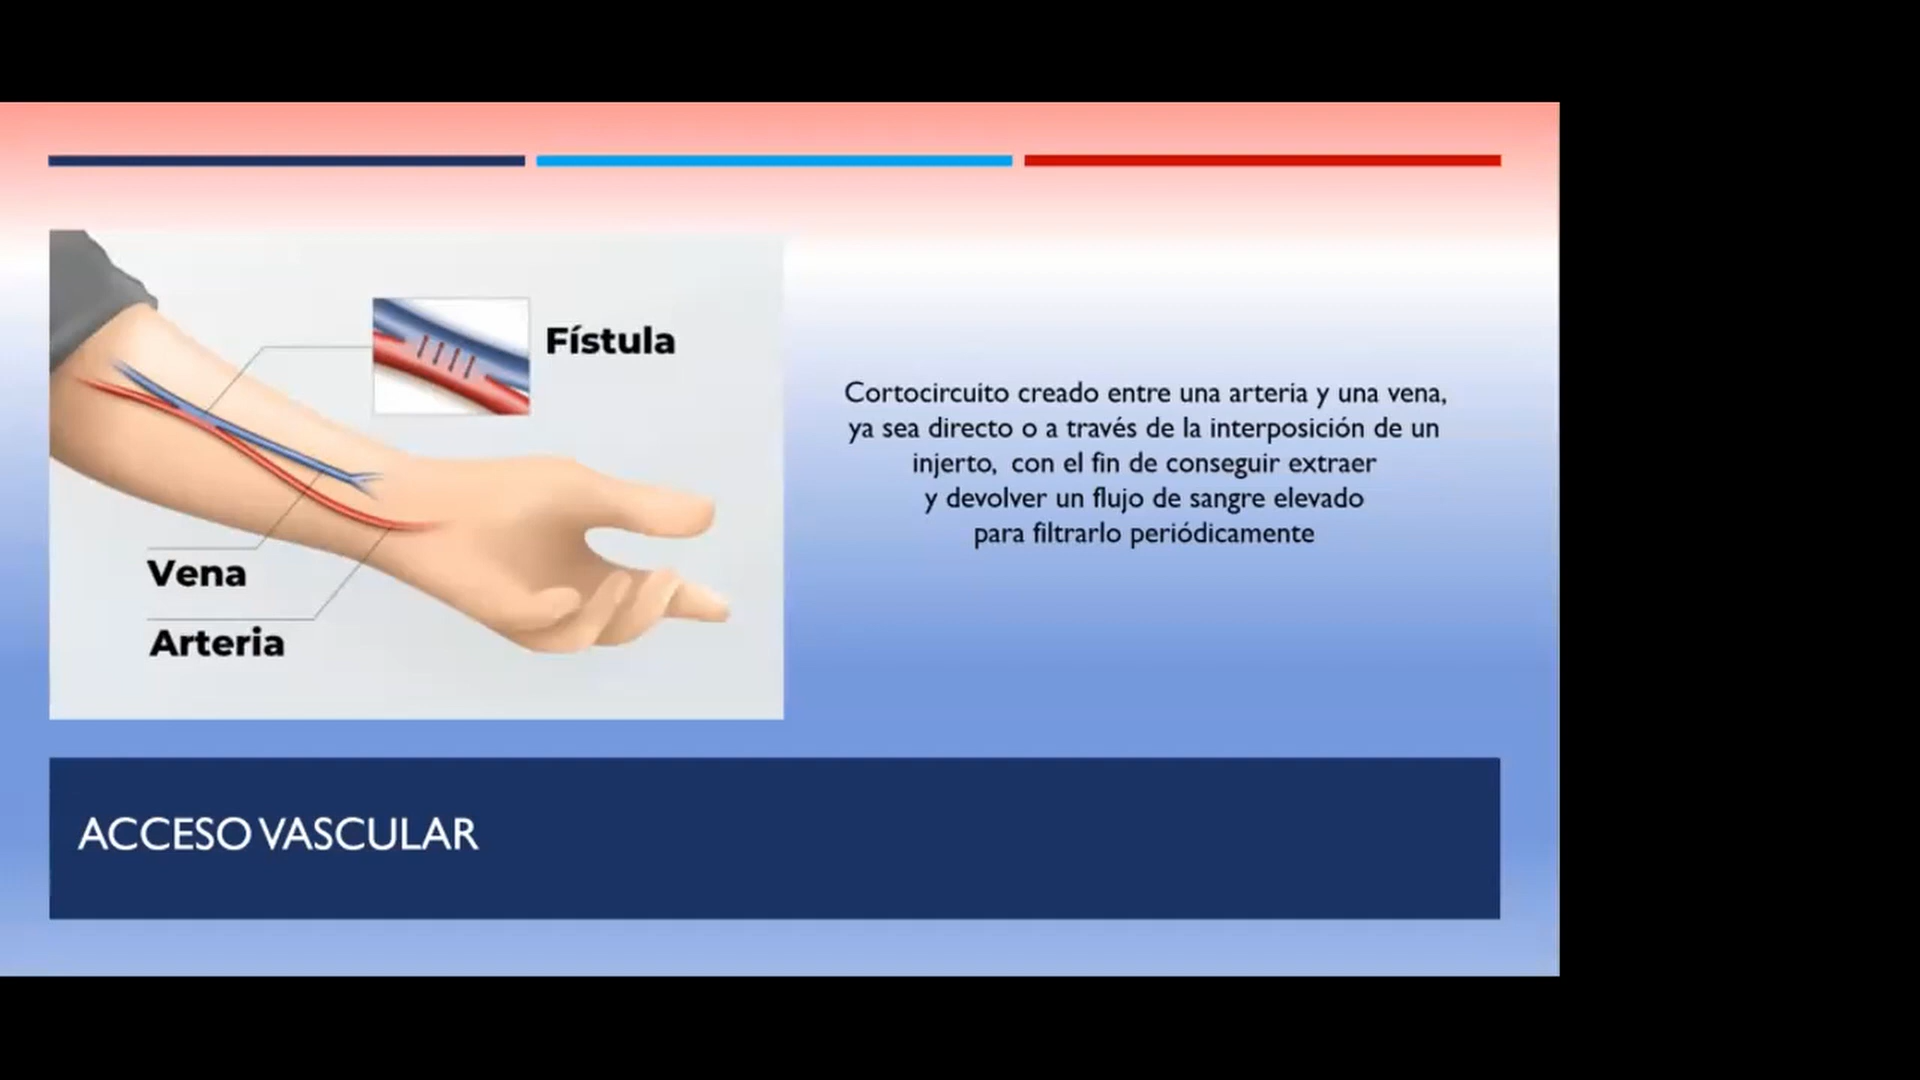 Fístula
Vena
Arteria
Cortocircuito creado entre una arteria y una vena,
ya sea directo o a través de la interposición de un
injerto, con el fin de conseguir extraer
y devolver un flujo de sangre elevado
para filtrarlo periódicamente
ACCESO VASCULAR